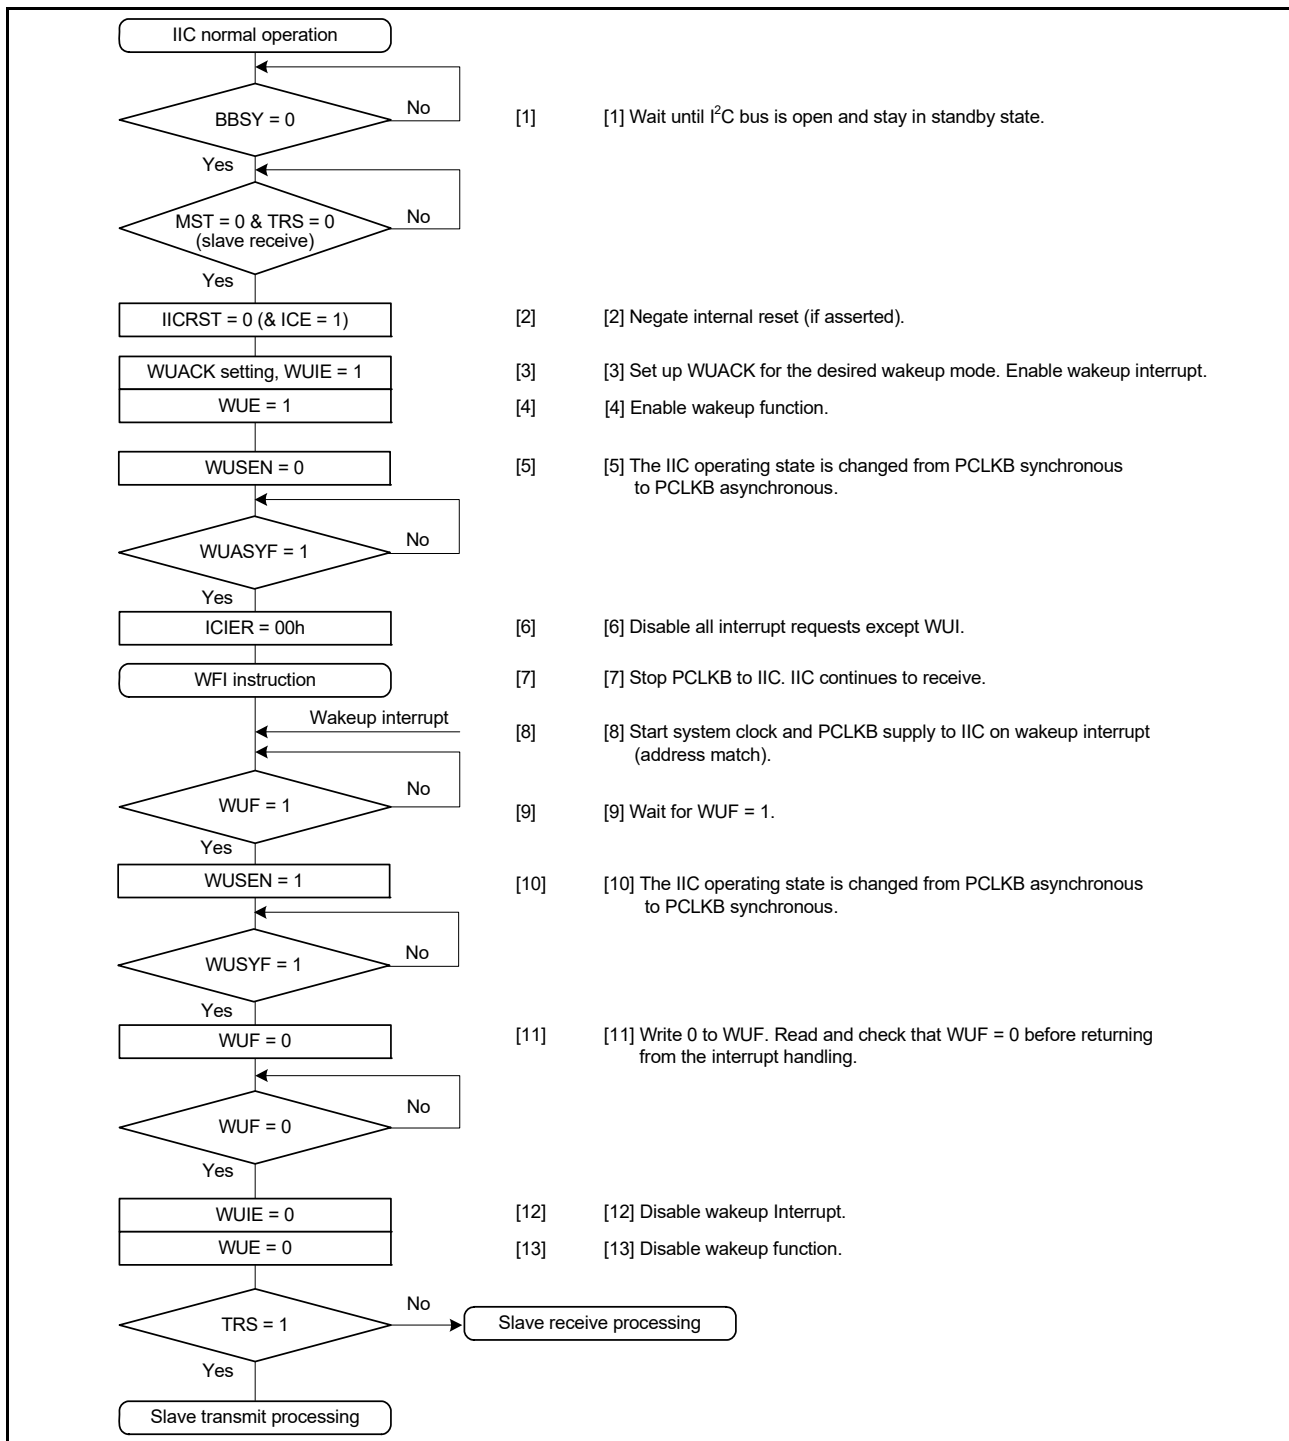 IIC normal operation
BBSY = 0
No
[1]
[1] Wait until I²C bus is open and stay in standby state.
Yes
MST = 0 & TRS = 0
(slave receive)
No
Yes
IICRST = 0 (& ICE = 1)
[2]
[2] Negate internal reset (if asserted).
WUACK setting, WUIE = 1
[3]
[3] Set up WUACK for the desired wakeup mode. Enable wakeup interrupt.
WUE = 1
[4]
[4] Enable wakeup function.
WUSEN = 0
[5]
[5] The IIC operating state is changed from PCLKB synchronous
to PCLKB asynchronous.
WUASYF = 1
No
Yes
ICIER = 00h
[6]
[6] Disable all interrupt requests except WUI.
WFI instruction
[7]
[7] Stop PCLKB to IIC. IIC continues to receive.
Wakeup interrupt
[8]
[8] Start system clock and PCLKB supply to IIC on wakeup interrupt
(address match).
WUF = 1
No
[9]
[9] Wait for WUF = 1.
Yes
WUSEN = 1
[10]
[10] The IIC operating state is changed from PCLKB asynchronous
to PCLKB synchronous.
WUSYF = 1
No
Yes
WUF = 0
[11]
[11] Write 0 to WUF. Read and check that WUF = 0 before returning
from the interrupt handling.
WUF = 0
No
Yes
WUIE = 0
[12]
[12] Disable wakeup Interrupt.
WUE = 0
[13]
[13] Disable wakeup function.
TRS = 1
No
Slave receive processing
Yes
Slave transmit processing